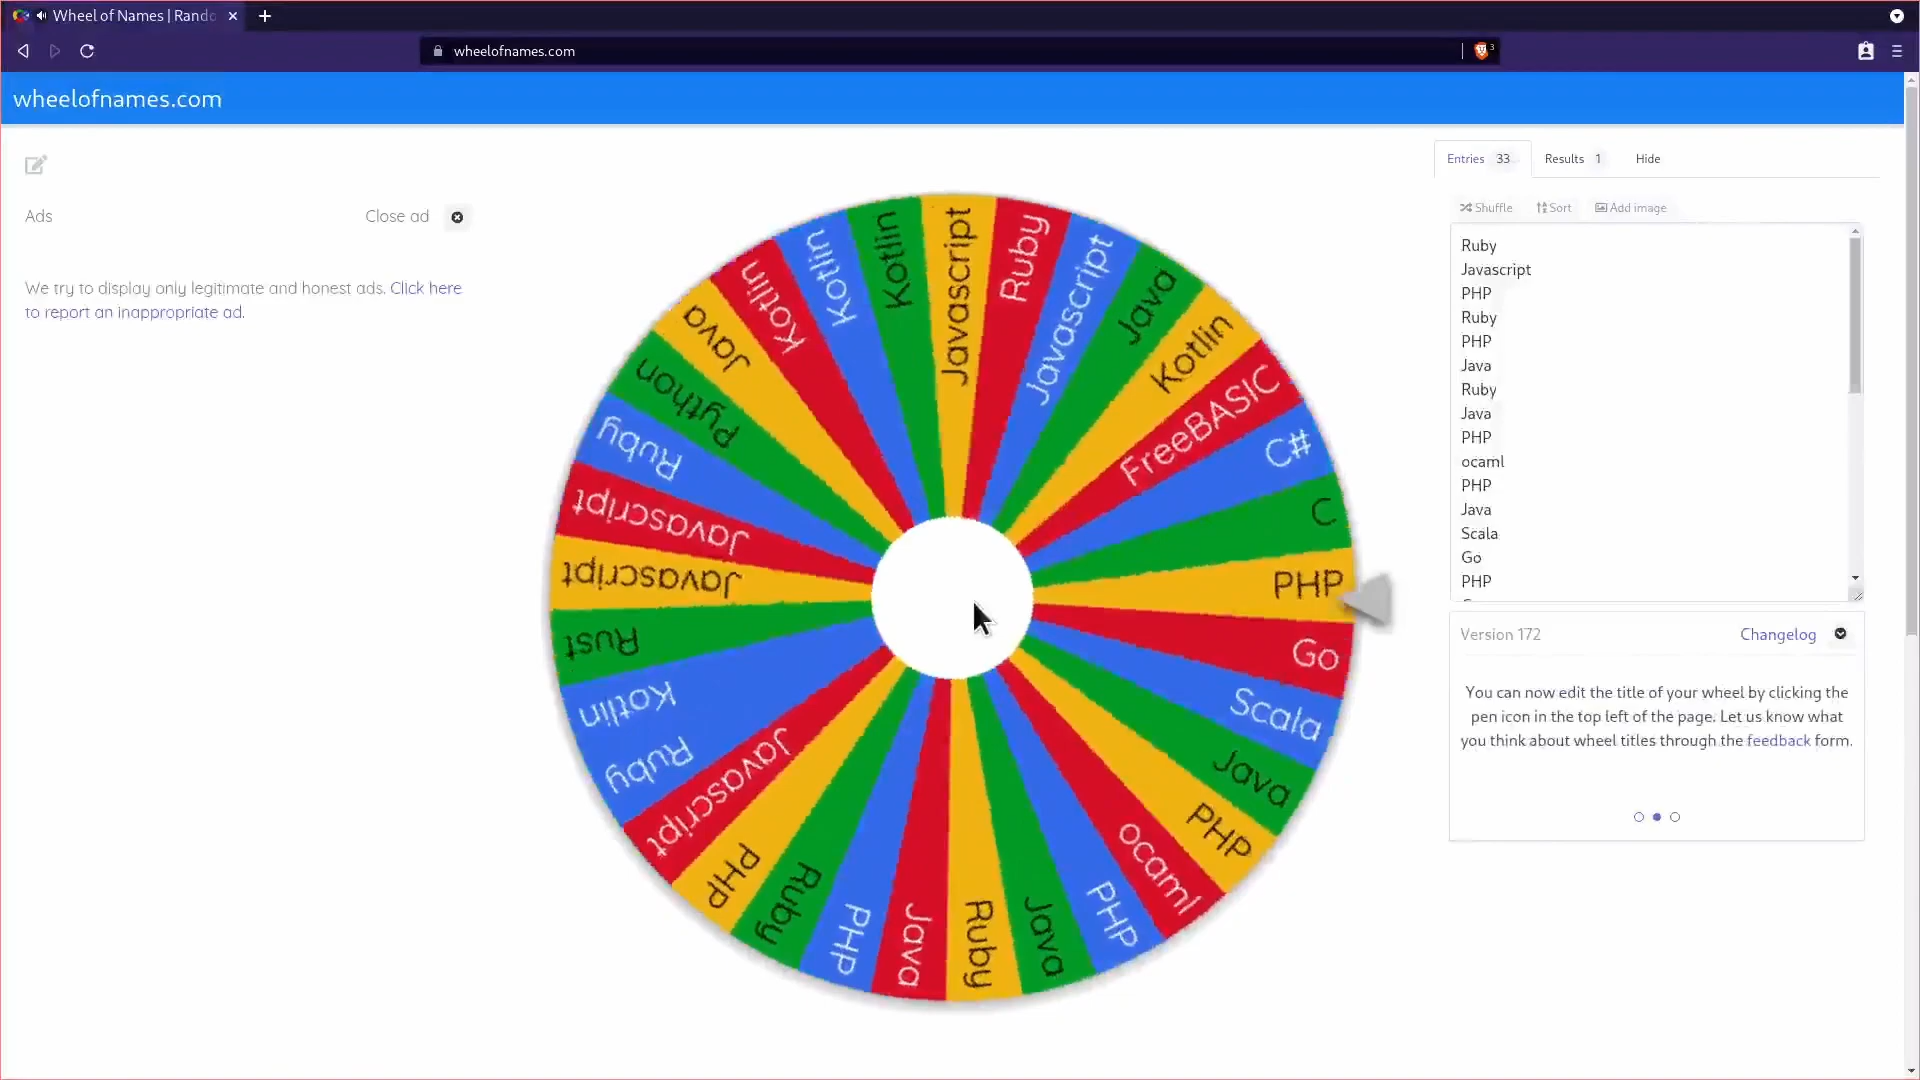 Wheel of Names | Rando
wheelofnames.com
3
wheelofnames.com
Ads
Close ad
We try to display only legitimate and honest ads. Click here
to report an inappropriate ad.
Javascript
Ruby
Javascript
Java
Kotlin
FreeBASIC
C#
C
PHP
Go
Scala
Java
PHP
ocaml
PHP
Java
Ruby
Java
PHP
Ruby
PHP
Javascript
Ruby
Kotlin
Rust
Javascript
Javascript
Ruby
Python
Java
Kotlin
Kotlin
Kotlin
Entries 33
Results 1
Hide
Shuffle
Sort
Add image
Ruby
Javascript
PHP
Ruby
PHP
Java
Ruby
Java
PHP
ocaml
PHP
Java
Scala
Go
PHP
Version 172
Changelog
You can now edit the title of your wheel by clicking the
pen icon in the top left of the page. Let us know what
you think about wheel titles through the feedback form.